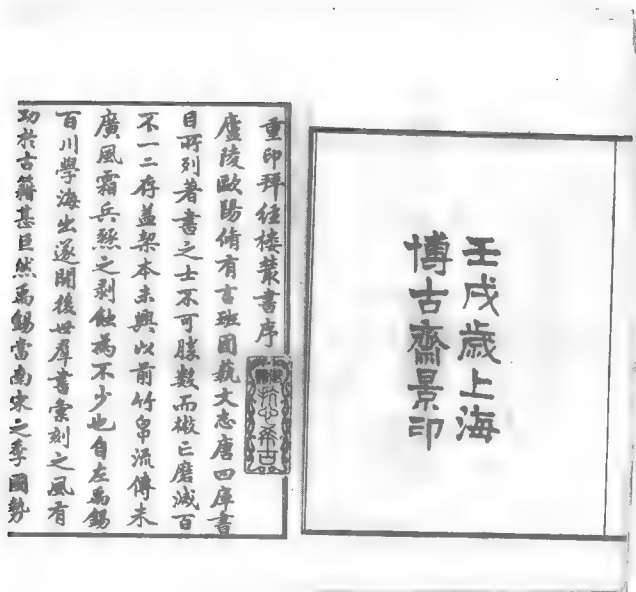 壬戌歲上海
博古齋景印
重印拜經樓叢書序
廬陵歐陽脩有言班固蓺文志唐四庫書
目所列著書之士不可勝數而散亡磨滅百
不一二存蓋槧本未興以前竹帛流傳未
廣風霜兵燹之剥蝕為不少也自左禹錫
百川學海出遂開後世羣書彙刻之風有
功於古籍甚巨然禹錫當南宋之季國勢